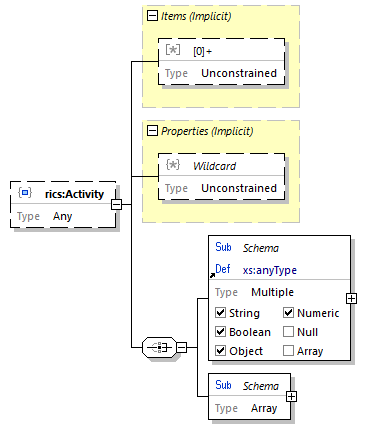 Items (Implicit)
[*] [0]+
Type Unconstrained
Properties (Implicit)
{*} Wildcard
Type Unconstrained
rics:Activity
Type Any
Sub Schema
Def xs:anyType
Type Multiple
String Numeric
Boolean Null
Object Array
Sub Schema
Type Array